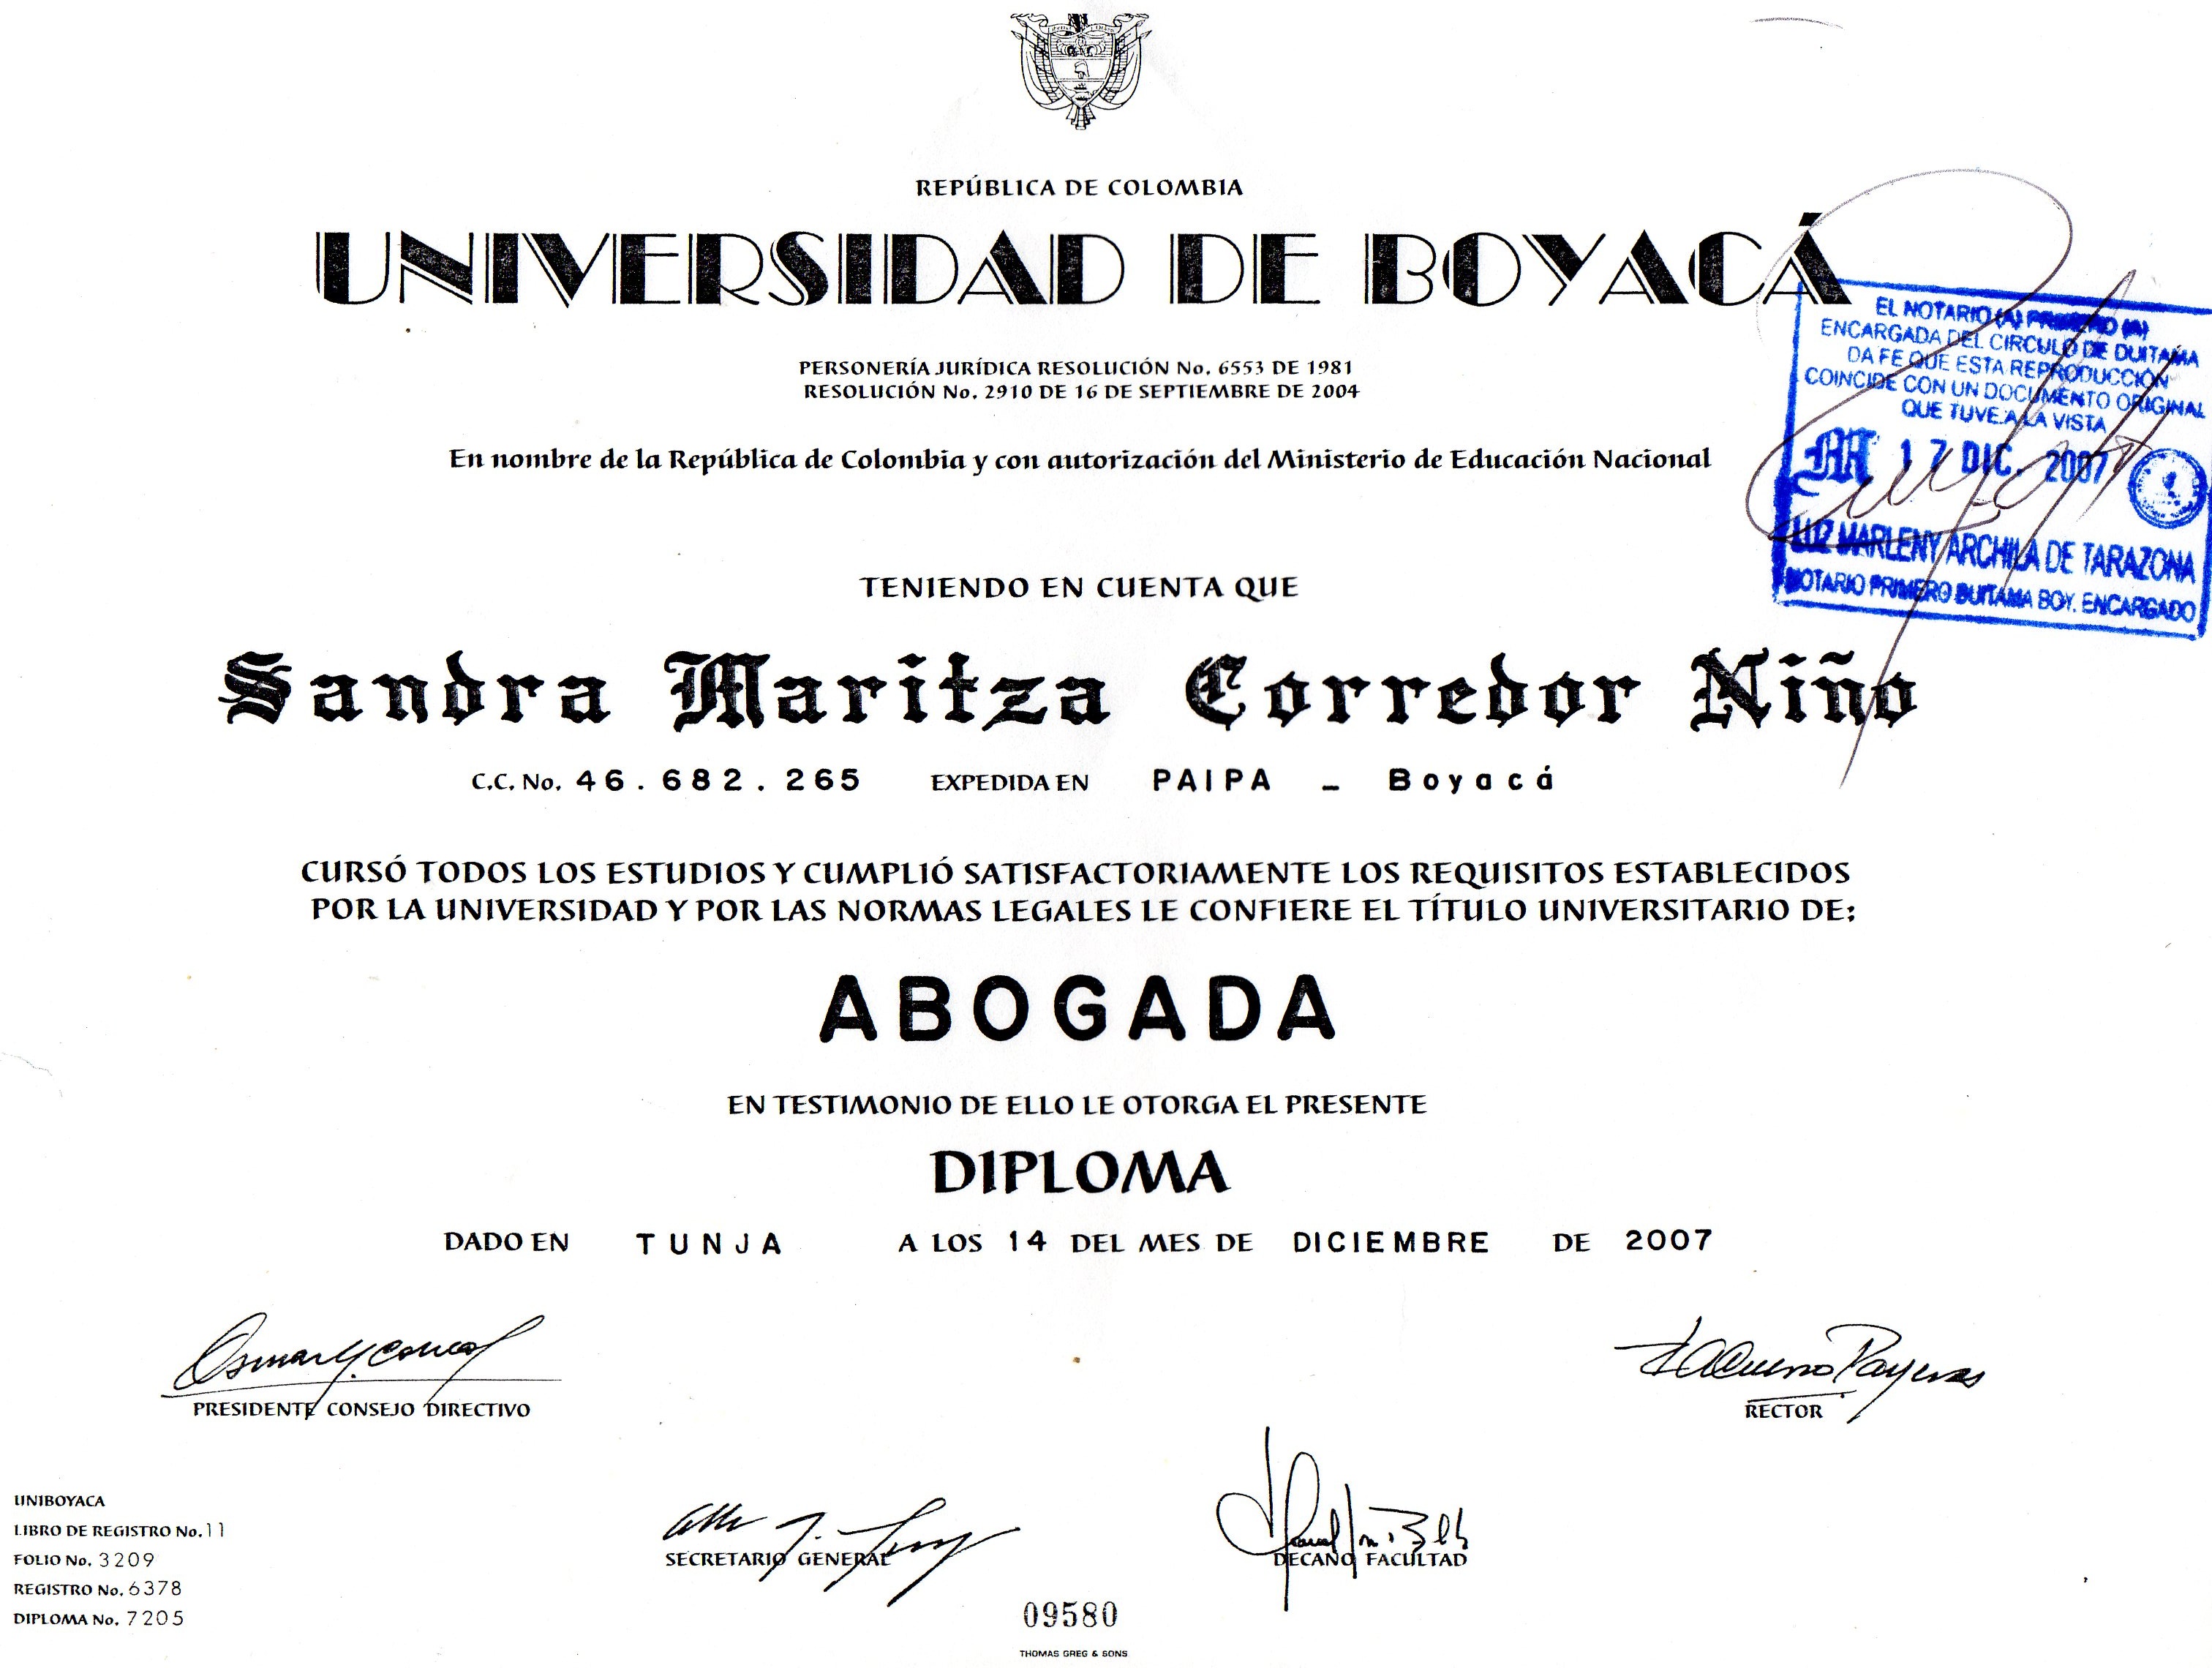 REPÚBLICA DE COLOMBIA
UNIVERSIDAD DE BOYACÁ
PERSONERÍA JURÍDICA RESOLUCIÓN No. 6553 DE 1981
RESOLUCIÓN No. 2910 DE 16 DE SEPTIEMBRE DE 2004
En nombre de la República de Colombia y con autorización del Ministerio de Educación Nacional
EL NOTARIO (A) PRIMERO (A)
ENCARGADA DEL CIRCULO DE DUITAMA
DA FE QUE ESTA REPRODUCCIÓN
COINCIDE CON UN DOCUMENTO ORIGINAL
QUE TUVE A LA VISTA
17 DIC. 2007
LUZ MARLENY ARCHILA DE TARAZONA
NOTARIO PRIMERO DUITAMA BOY. ENCARGADO
TENIENDO EN CUENTA QUE
Sandra Maritza Corredor Niño
C.C. No. 46.682.265 EXPEDIDA EN PAIPA - Boyacá
CURSÓ TODOS LOS ESTUDIOS Y CUMPLIÓ SATISFACTORIAMENTE LOS REQUISITOS ESTABLECIDOS
POR LA UNIVERSIDAD Y POR LAS NORMAS LEGALES LE CONFIERE EL TÍTULO UNIVERSITARIO DE:
ABOGADA
EN TESTIMONIO DE ELLO LE OTORGA EL PRESENTE
DIPLOMA
DADO EN TUNJA A LOS 14 DEL MES DE DICIEMBRE DE 2007
PRESIDENTE CONSEJO DIRECTIVO
RECTOR
SECRETARIO GENERAL
DECANO FACULTAD
UNIBOYACA
LIBRO DE REGISTRO No. 11
FOLIO No. 3209
REGISTRO No. 6378
DIPLOMA No. 7205
09580
THOMAS GREG & SONS